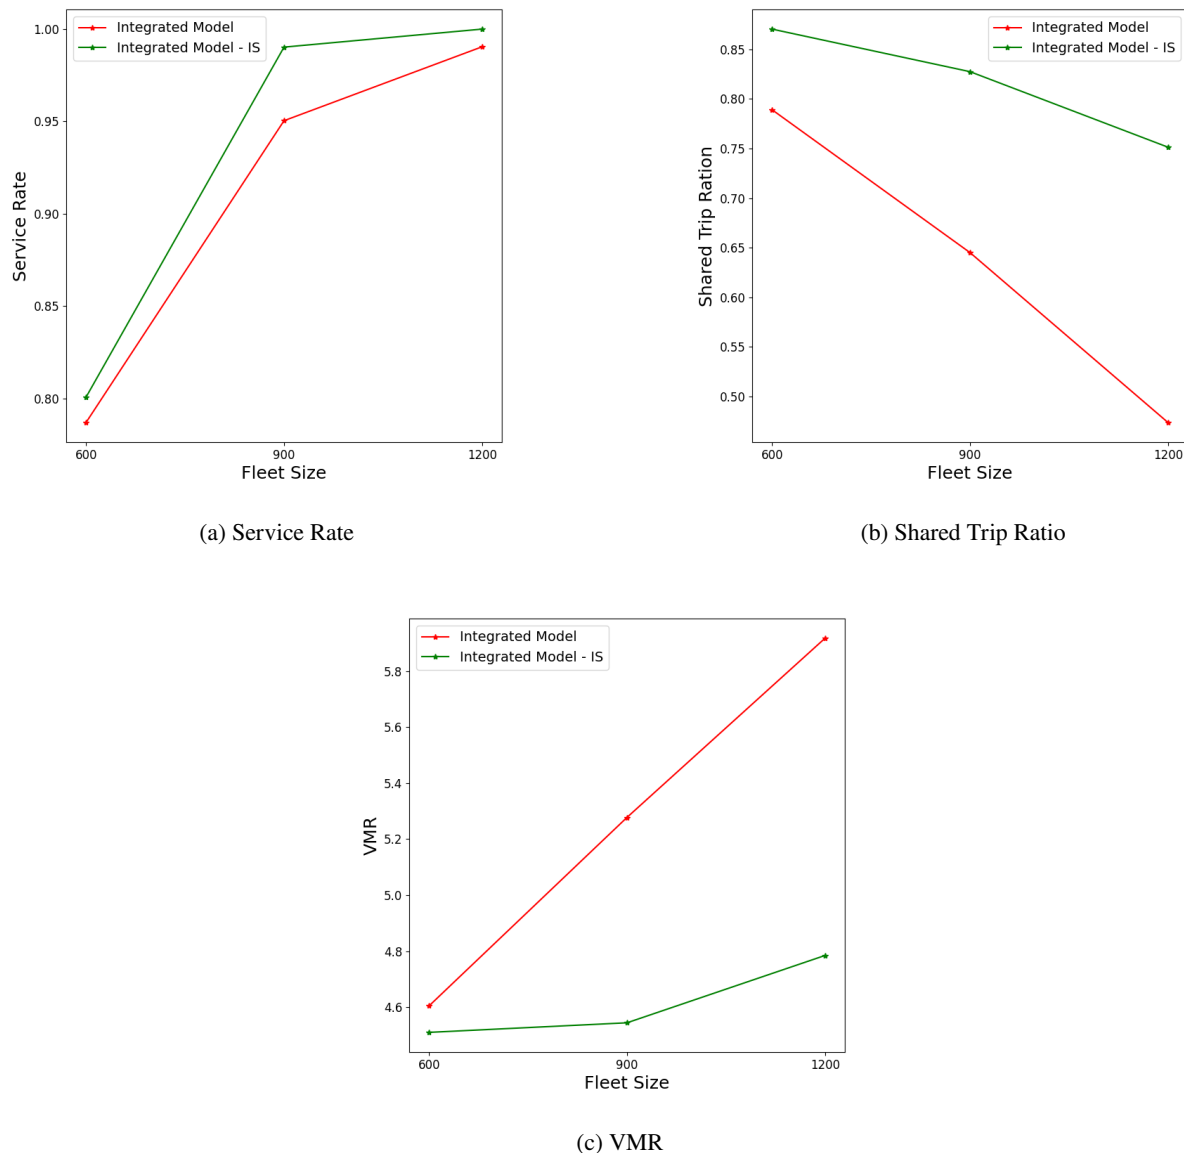 Integrated Model
Integrated Model - IS
1.00
0.95
0.90
0.85
0.80
Service Rate
600
900
1200
Fleet Size
(a) Service Rate
Integrated Model
Integrated Model - IS
0.85
0.80
0.75
0.70
0.65
0.60
0.55
0.50
Shared Trip Ration
600
900
1200
Fleet Size
(b) Shared Trip Ratio
Integrated Model
Integrated Model - IS
5.8
5.6
5.4
5.2
5.0
4.8
4.6
VMR
600
900
1200
Fleet Size
(c) VMR